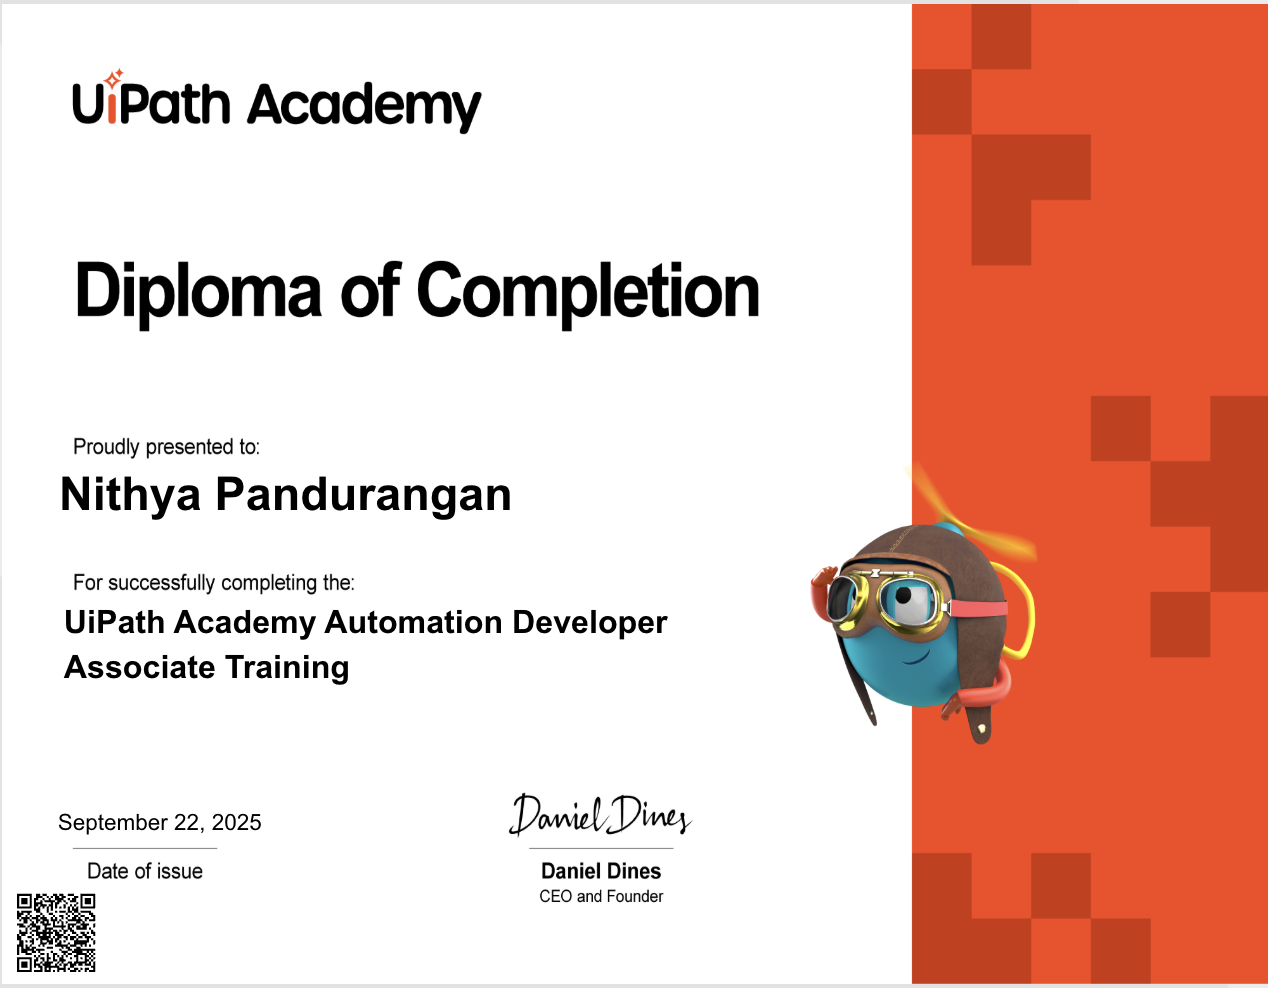 UiPath Academy
Diploma of Completion
Proudly presented to:
Nithya Pandurangan
For successfully completing the:
UiPath Academy Automation Developer
Associate Training
September 22, 2025
Date of issue
Daniel Dines
Daniel Dines
CEO and Founder